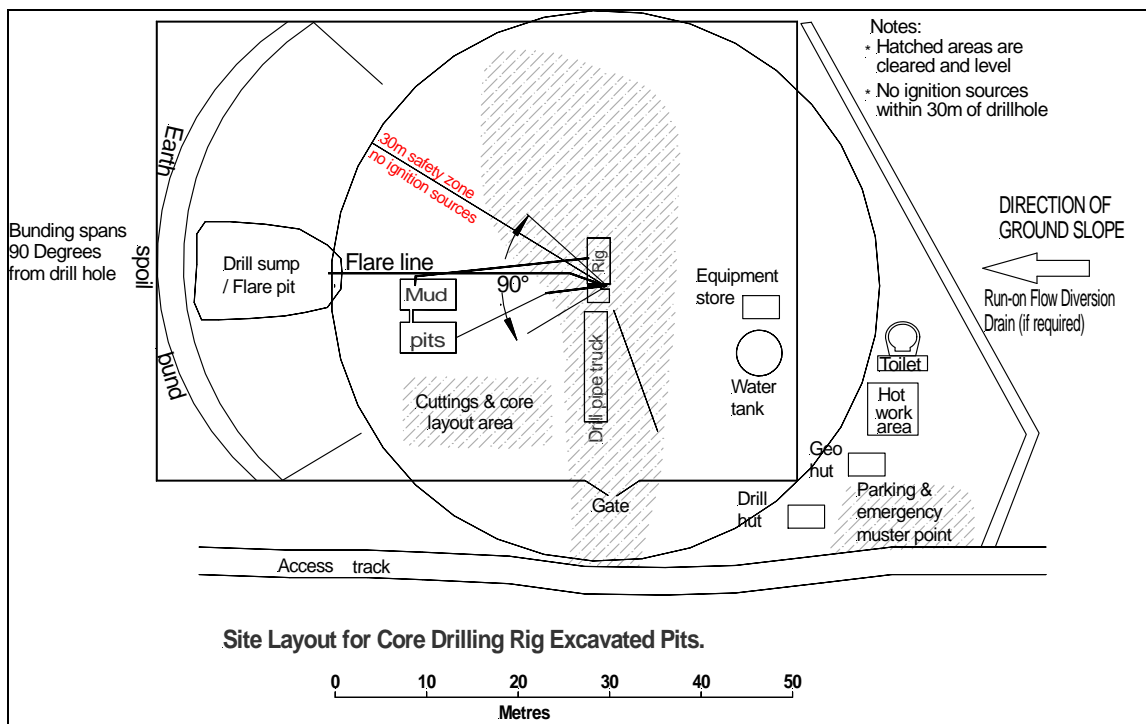 Notes:
* Hatched areas are
cleared and level
* No ignition sources
within 30m of drillhole
Earth
spoil
bund
Bunding spans
90 Degrees
from drill hole
30m safety zone
no ignition sources
Drill sump
/ Flare pit
Flare line
Mud
pits
90°
Rig
Drill pipe truck
Cuttings & core
layout area
Equipment
store
Water
tank
DIRECTION OF
GROUND SLOPE
Run-on Flow Diversion
Drain (if required)
Toilet
Hot
work
area
Geo
hut
Drill
hut
Parking &
emergency
muster point
Gate
Access track
Site Layout for Core Drilling Rig Excavated Pits.
0 10 20 30 40 50
Metres